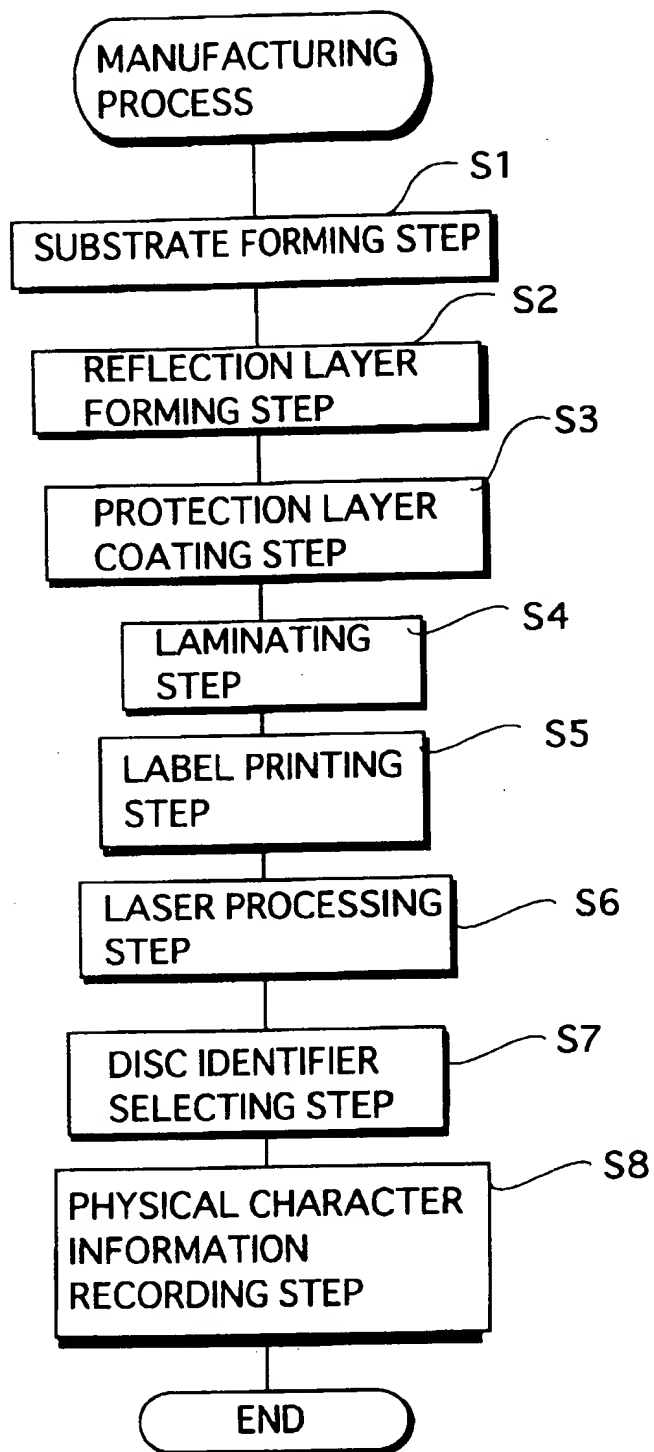 MANUFACTURING
PROCESS
S1
SUBSTRATE FORMING STEP
S2
REFLECTION LAYER
FORMING STEP
S3
PROTECTION LAYER
COATING STEP
S4
LAMINATING
STEP
S5
LABEL PRINTING
STEP
LASER PROCESSING
STEP
S6
S7
DISC IDENTIFIER
SELECTING STEP
S8
PHYSICAL CHARACTER
INFORMATION
RECORDING STEP
END